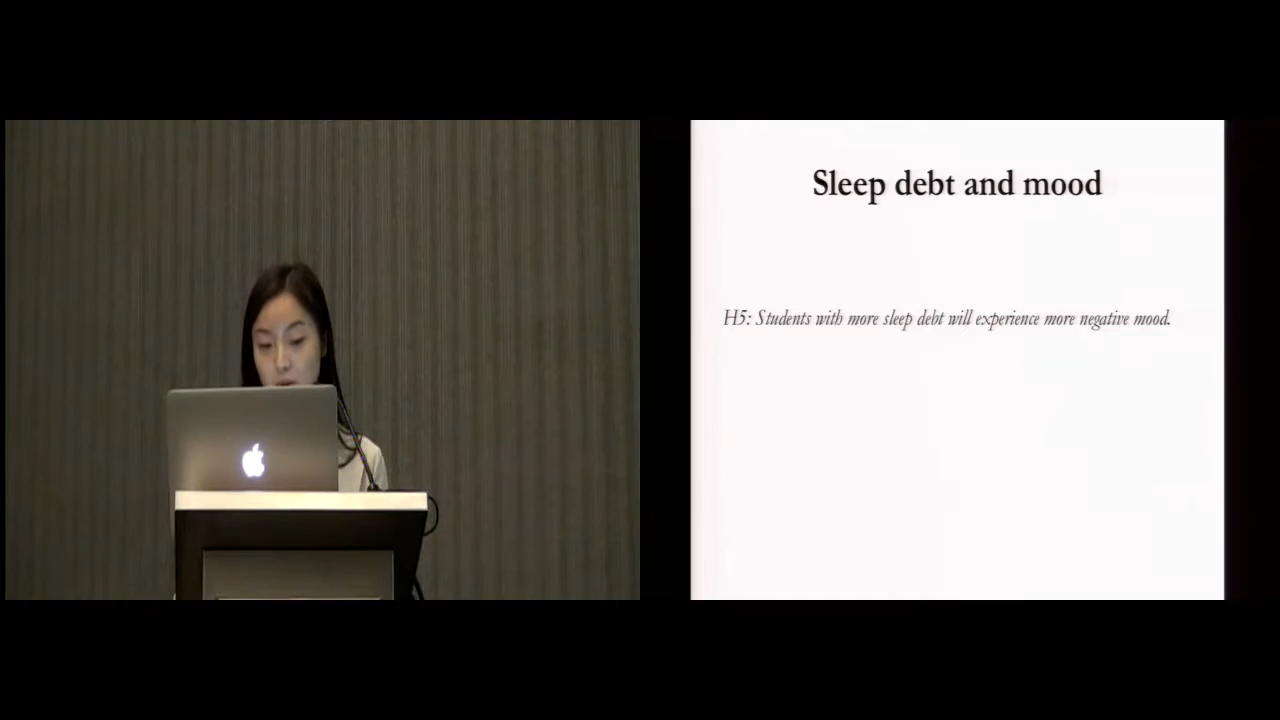 Sleep debt and mood
H5: Students with more sleep debt will experience more negative mood.